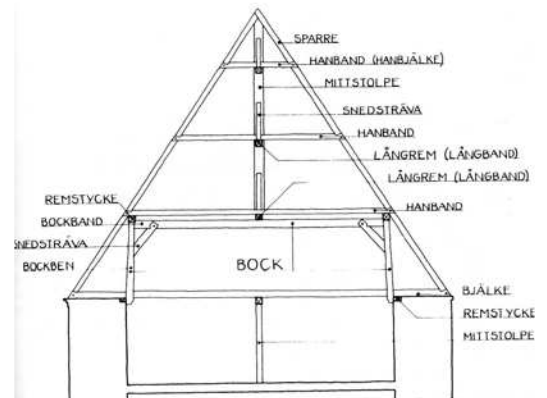 SPARRE
HANBAND (HANBJÄLKE)
MITTSTOLPE
SNEDSTRÄVA
HANBAND
LÅNGREM (LÅNGBAND)
LÅNGREM (LÅNGBAND)
REMSTYCKE
HANBAND
BOCKBAND
SNEDSTRÄVA
BOCKBEN
BOCK
BJÄLKE
REMSTYCKE
MITTSTOLPE